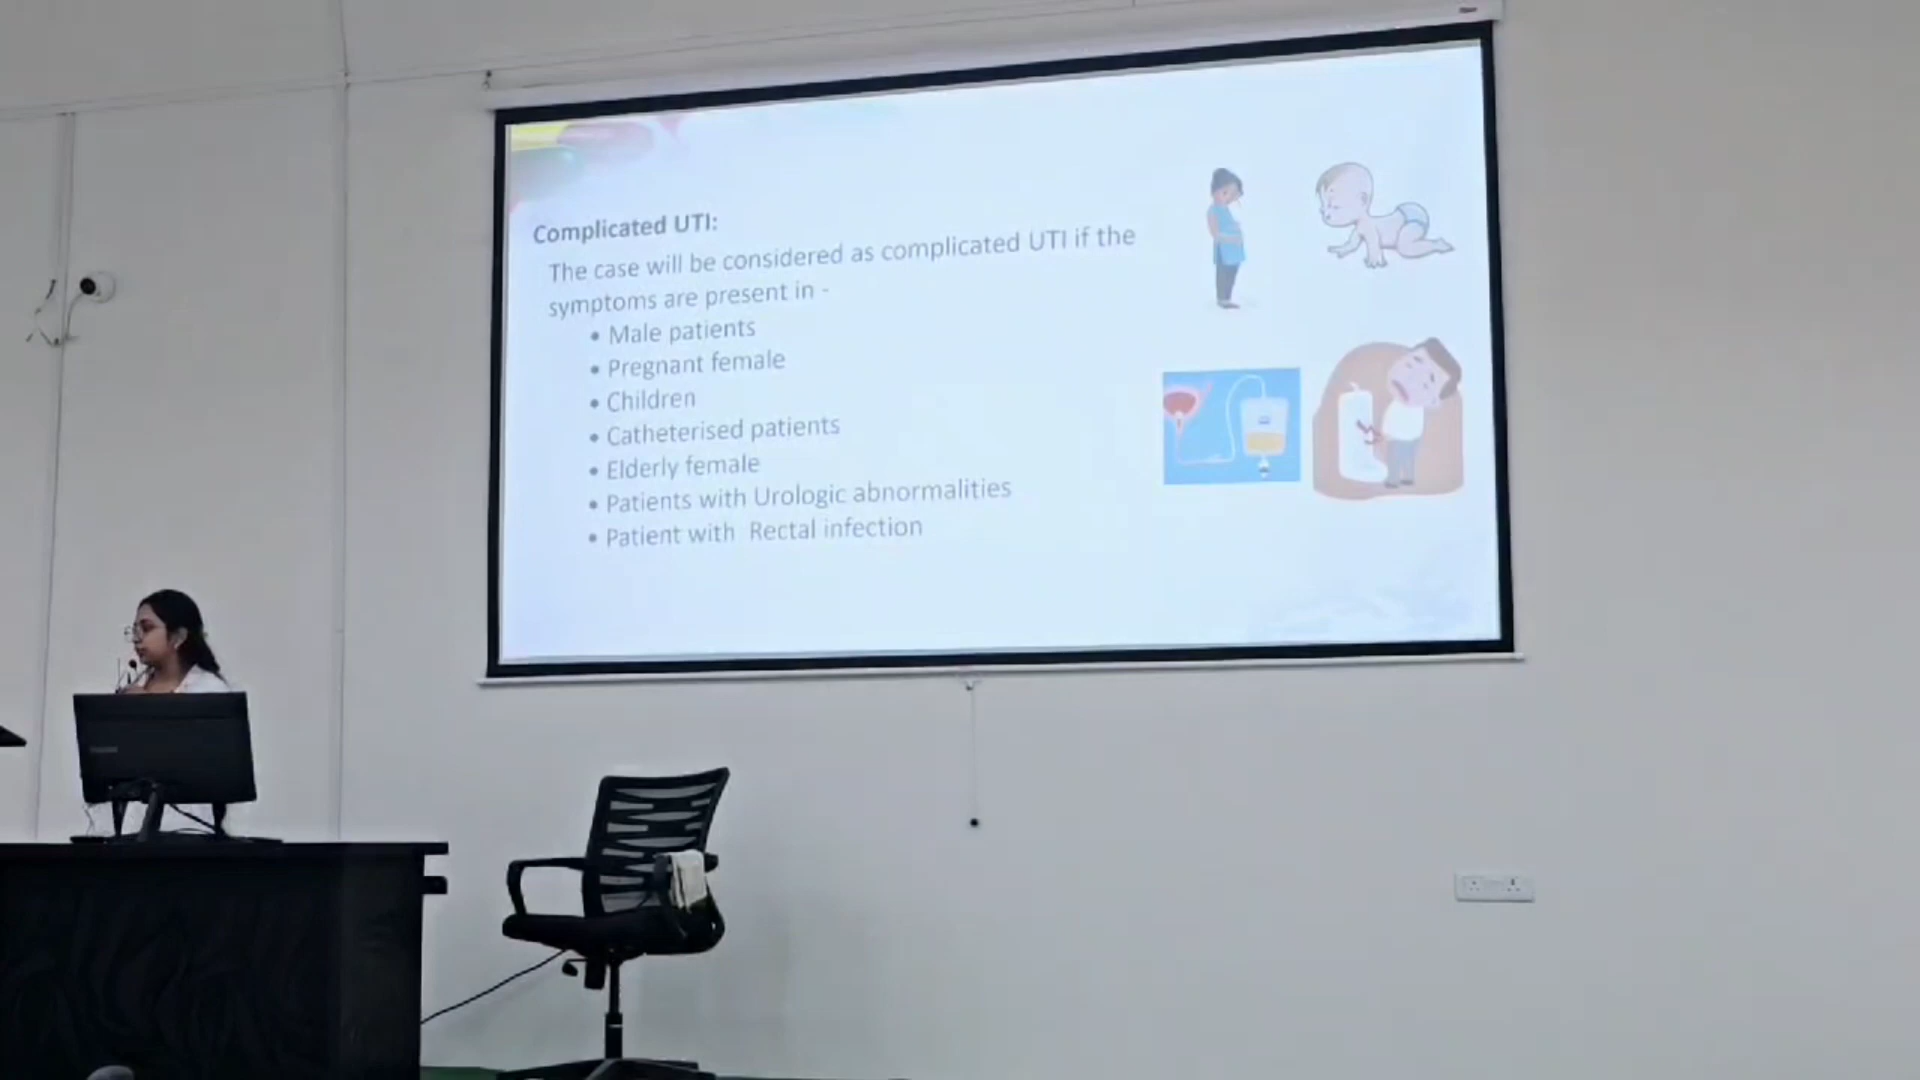 Complicated UTI:
The case will be considered as complicated UTI if the
symptoms are present in -
• Male patients
• Pregnant female
• Children
• Catheterised patients
• Elderly female
• Patients with Urologic abnormalities
• Patient with Rectal infection